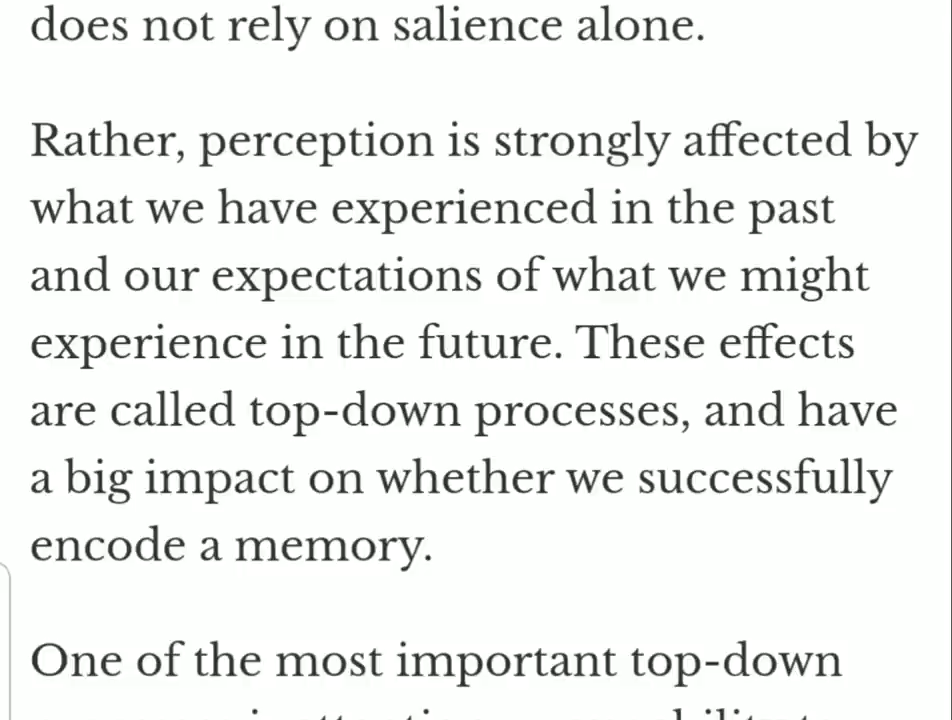 does not rely on salience alone.
Rather, perception is strongly affected by
what we have experienced in the past
and our expectations of what we might
experience in the future. These effects
are called top-down processes, and have
a big impact on whether we successfully
encode a memory.
One of the most important top-down